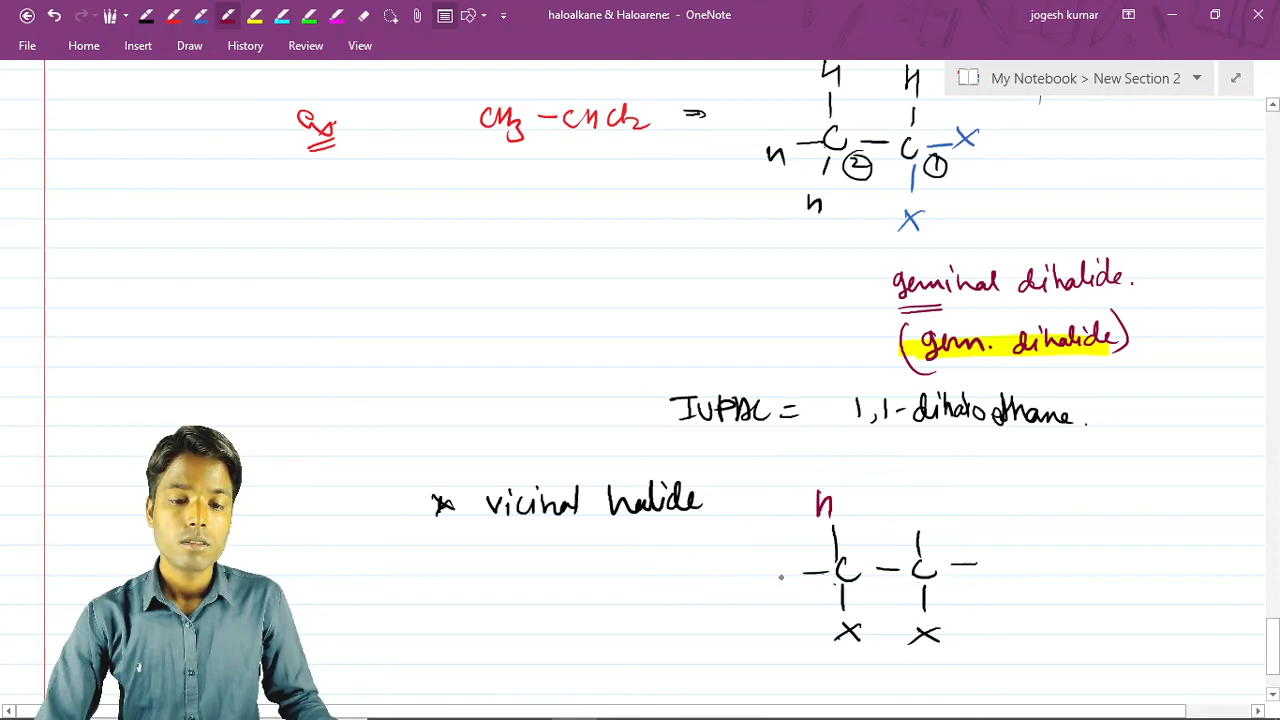 haloalkane & Haloarene: - OneNote
jogesh kumar
File Home Insert Draw History Review View
My Notebook > New Section 2
H H
Qs CH3 - CHCl2 ⇒
H - C - C - X
② ①
H X
geminal dihalide.
(gem. dihalide)
IUPAC = 1,1-dihaloethane.
* vicinal halide
H
- C - C -
X X